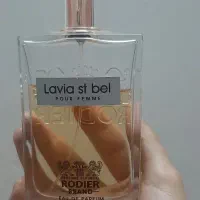 Lavia st bel
POUR FEMME
RODIER
BRAND
EAU DE PARFUM